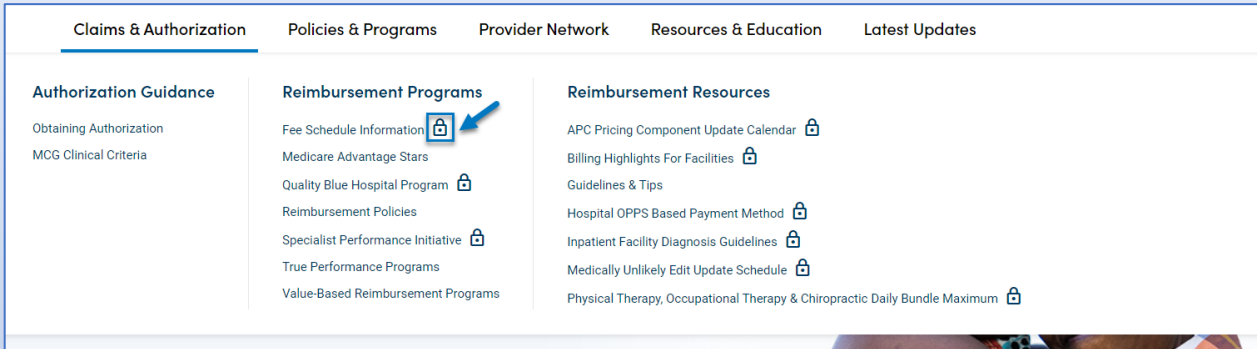 Claims & Authorization
Policies & Programs
Provider Network
Resources & Education
Latest Updates
Authorization Guidance
Obtaining Authorization
MCG Clinical Criteria
Reimbursement Programs
Fee Schedule Information
Medicare Advantage Stars
Quality Blue Hospital Program
Reimbursement Policies
Specialist Performance Initiative
True Performance Programs
Value-Based Reimbursement Programs
Reimbursement Resources
APC Pricing Component Update Calendar
Billing Highlights For Facilities
Guidelines & Tips
Hospital OPPS Based Payment Method
Inpatient Facility Diagnosis Guidelines
Medically Unlikely Edit Update Schedule
Physical Therapy, Occupational Therapy & Chiropractic Daily Bundle Maximum